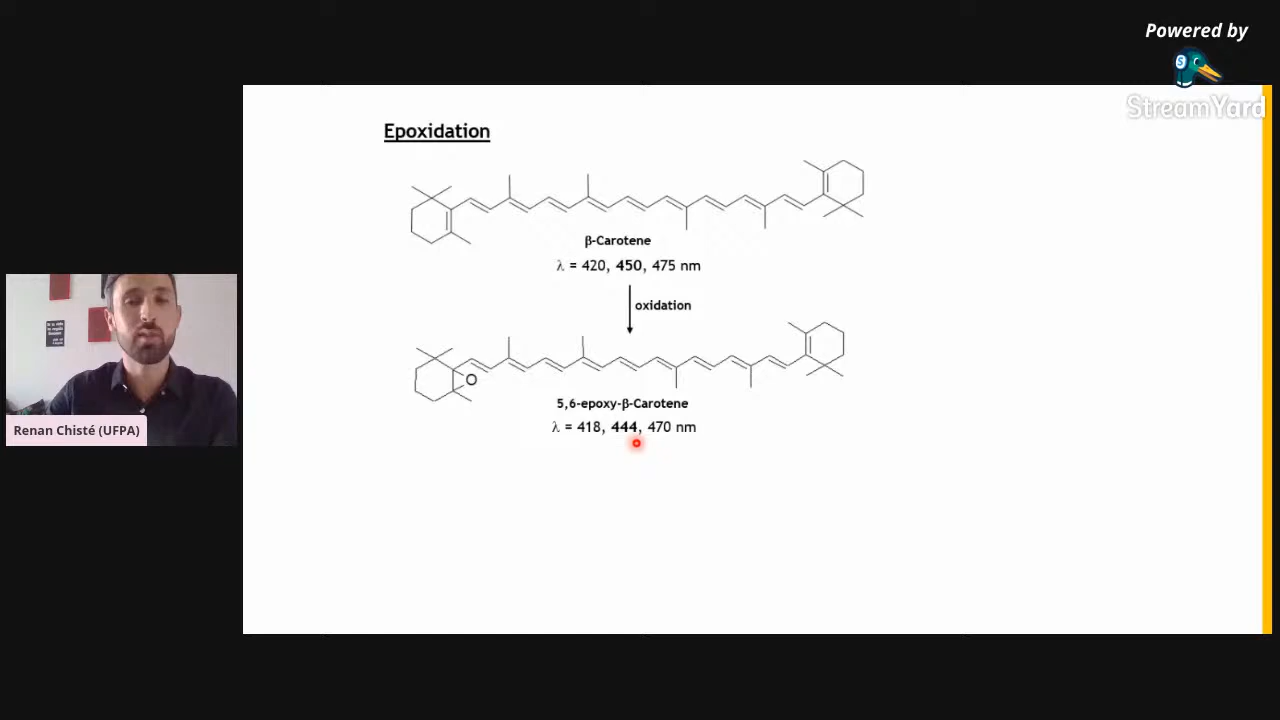 Powered by
StreamYard
Epoxidation
β-Carotene
λ = 420, 450, 475 nm
oxidation
O
5,6-epoxy-β-Carotene
λ = 418, 444, 470 nm
Renan Chisté (UFPA)